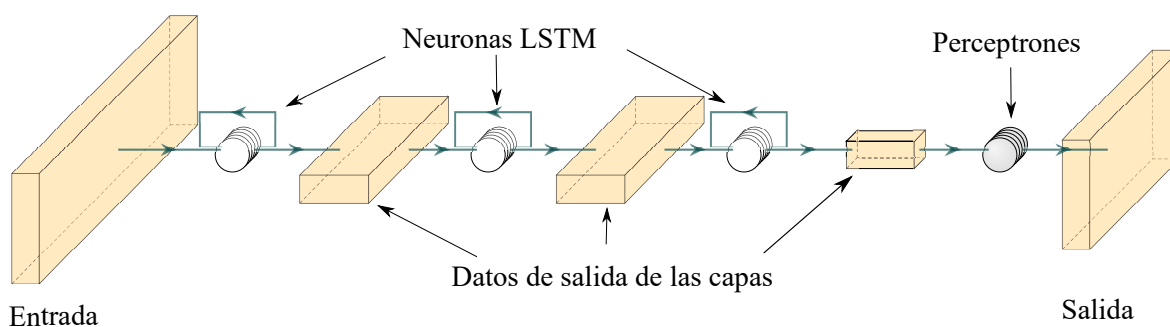 Neuronas LSTM
Perceptrones
Datos de salida de las capas
Entrada
Salida